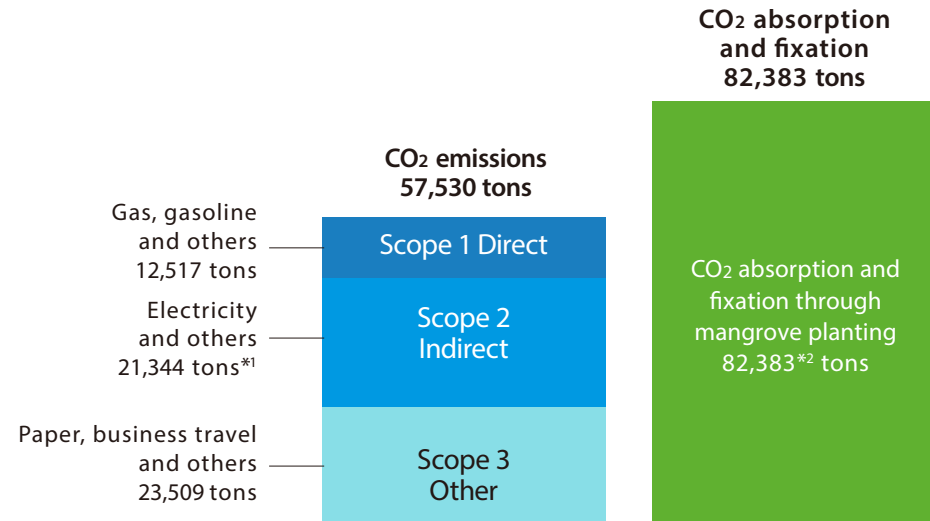 CO2 absorption
and fixation
82,383 tons
CO2 emissions
57,530 tons
Gas, gasoline
and others
12,517 tons
Scope 1 Direct
Electricity
and others
21,344 tons*1
Scope 2
Indirect
Paper, business travel
and others
23,509 tons
Scope 3
Other
CO2 absorption and
fixation through
mangrove planting
82,383*2 tons